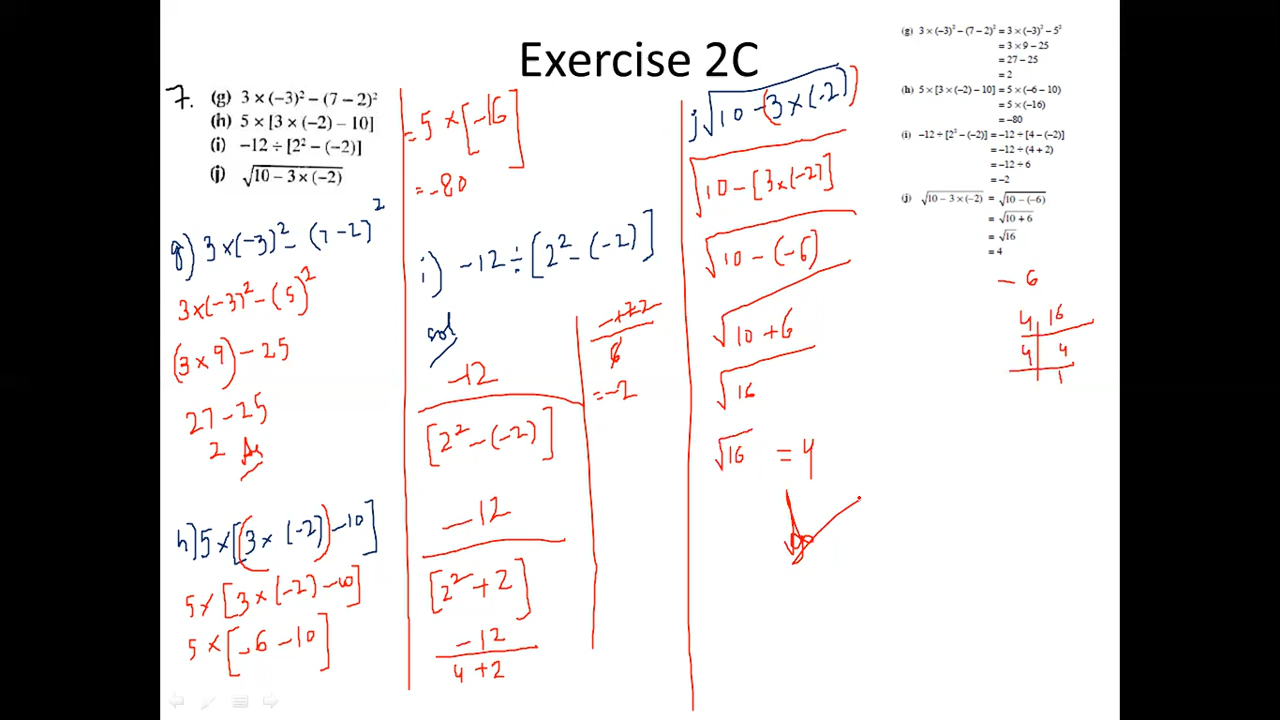 Exercise 2C
7. (g) 3 × (−3)² − (7 − 2)²
(h) 5 × [3 × (−2) − 10]
(i) −12 ÷ [2² − (−2)]
(j) √(10 − 3 × (−2))
g) 3 × (−3)² − (7 − 2)²
3 × (−3)² − (5)²
(3 × 9) − 25
27 − 25
2 Ans
h) 5 × [(3 × (−2)) − 10]
5 × [3 × (−2) − 10]
5 × [−6 − 10]
= 5 × [−16]
= −80
i) −12 ÷ [2² − (−2)]
sol
−12
[2² − (−2)]
−12
[2² + 2]
−12
4 + 2
6
= −2
j √(10 − (3 × (−2)))
√(10 − [3 × (−2)])
√(10 − (−6))
√(10 + 6)
√16
√16 = 4
(g) 3 × (−3)² − (7 − 2)² = 3 × (−3)² − 5²
= 3 × 9 − 25
= 27 − 25
= 2
(h) 5 × [3 × (−2) − 10] = 5 × (−6 − 10)
= 5 × (−16)
= −80
(i) −12 ÷ [2² − (−2)] = −12 ÷ [4 − (−2)]
= −12 ÷ (4 + 2)
= −12 ÷ 6
= −2
(j) √(10 − 3 × (−2)) = √(10 − (−6))
= √(10 + 6)
= √16
= 4
− 6
4 | 16
4 | 4
1